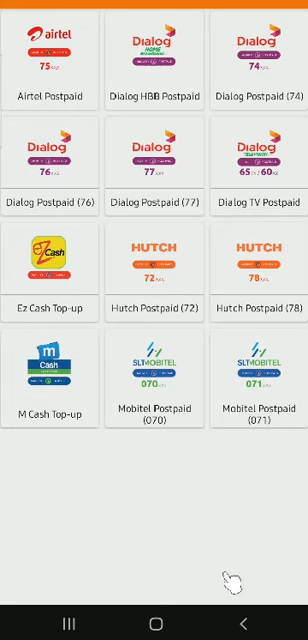 airtel
75
Airtel Postpaid
Dialog
HOME
Dialog HBB Postpaid
Dialog
74
Dialog Postpaid (74)
Dialog
76
Dialog Postpaid (76)
Dialog
77
Dialog Postpaid (77)
Dialog
65 / 60
Dialog TV Postpaid
eZ Cash
Ez Cash Top-up
HUTCH
72
Hutch Postpaid (72)
HUTCH
78
Hutch Postpaid (78)
m
Cash
M Cash Top-up
SLTMOBITEL
070
Mobitel Postpaid
(070)
SLTMOBITEL
071
Mobitel Postpaid
(071)